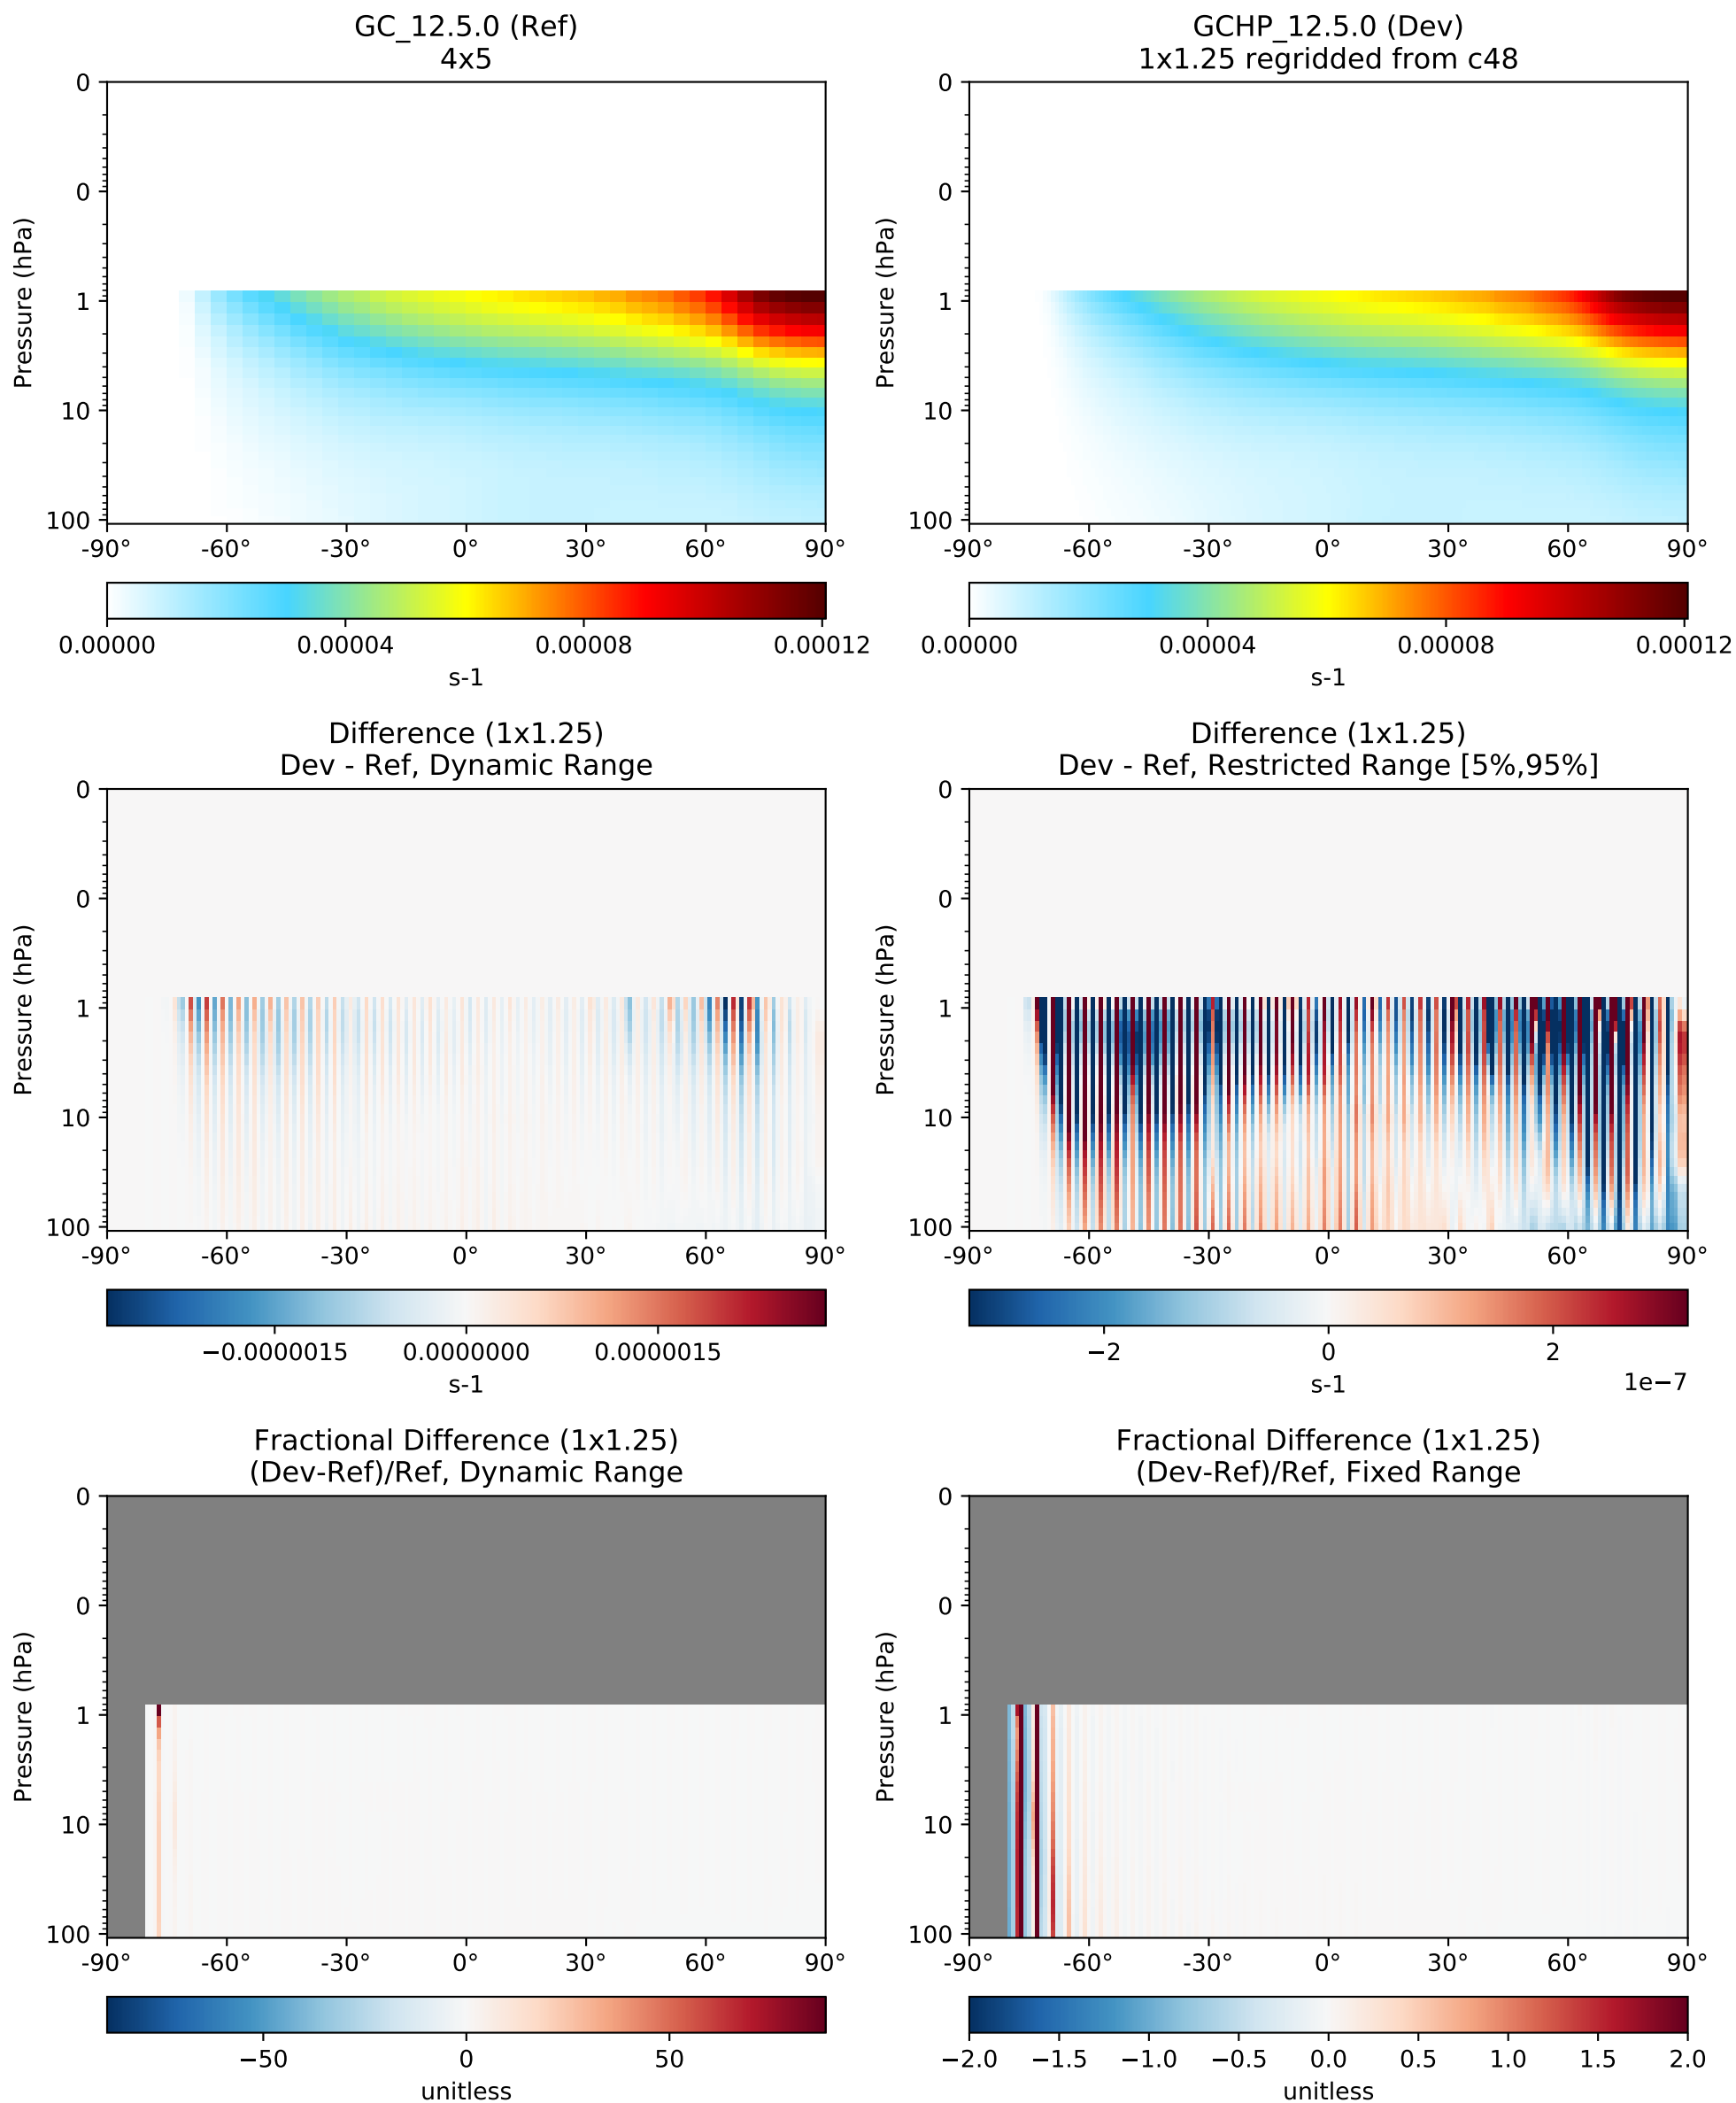 GC_12.5.0 (Ref)
4x5
GCHP_12.5.0 (Dev)
1x1.25 regridded from c48
Pressure (hPa)
0
0
1
10
100
-90° -60° -30° 0° 30° 60° 90°
0.00000 0.00004 0.00008 0.00012
s-1
Pressure (hPa)
0
0
1
10
100
-90° -60° -30° 0° 30° 60° 90°
0.00000 0.00004 0.00008 0.00012
s-1
Difference (1x1.25)
Dev - Ref, Dynamic Range
Pressure (hPa)
0
0
1
10
100
-90° -60° -30° 0° 30° 60° 90°
−0.0000015 0.0000000 0.0000015
s-1
Difference (1x1.25)
Dev - Ref, Restricted Range [5%,95%]
Pressure (hPa)
0
0
1
10
100
-90° -60° -30° 0° 30° 60° 90°
−2 0 2
s-1
1e−7
Fractional Difference (1x1.25)
(Dev-Ref)/Ref, Dynamic Range
Pressure (hPa)
0
0
1
10
100
-90° -60° -30° 0° 30° 60° 90°
−50 0 50
unitless
Fractional Difference (1x1.25)
(Dev-Ref)/Ref, Fixed Range
Pressure (hPa)
0
0
1
10
100
-90° -60° -30° 0° 30° 60° 90°
−2.0 −1.5 −1.0 −0.5 0.0 0.5 1.0 1.5 2.0
unitless